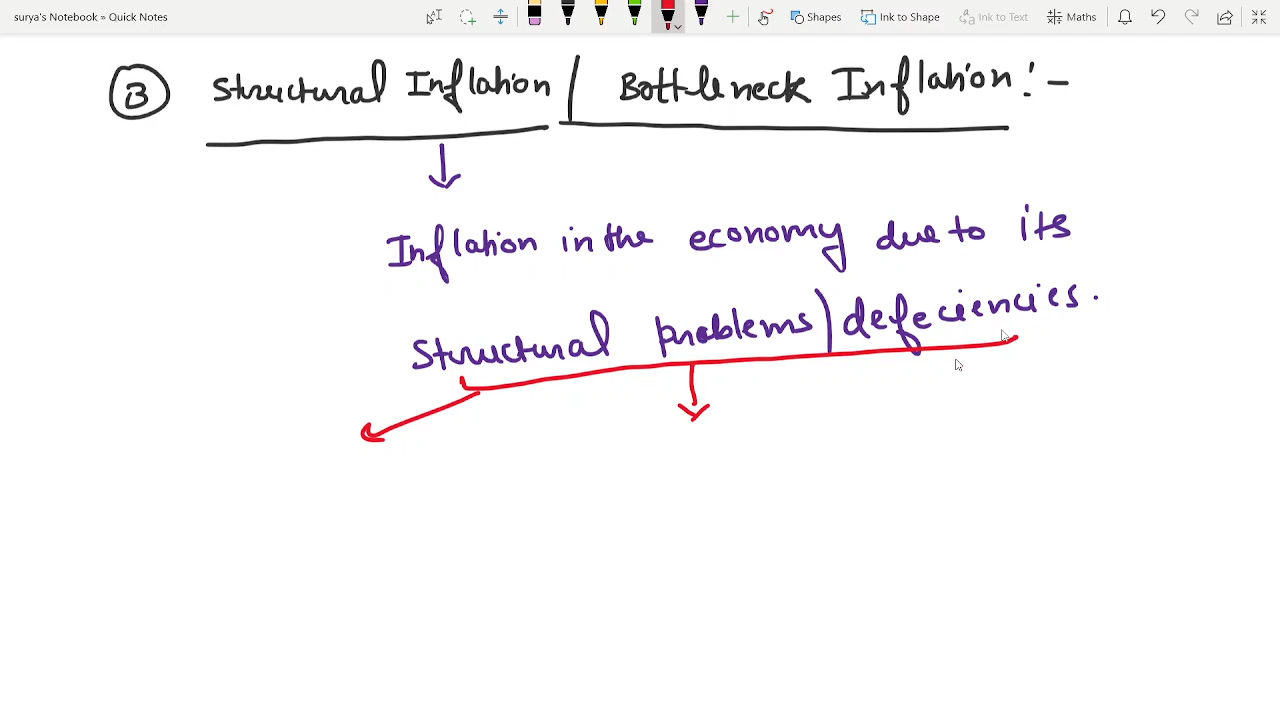 surya's Notebook » Quick Notes
Shapes Ink to Shape Ink to Text Maths
3 Structural Inflation / Bottleneck Inflation :-
Inflation in the economy due to its
Structural problems / defeciencies.